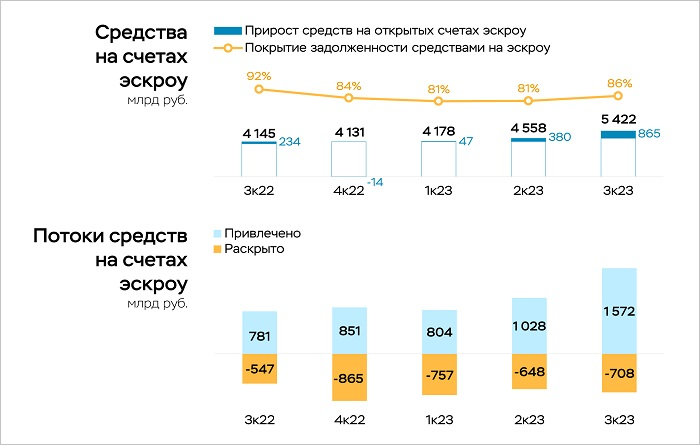 Средства
на счетах
эскроу
млрд руб.
Прирост средств на открытых счетах эскроу
Покрытие задолженности средствами на эскроу
92% 84% 81% 81% 86%
4 145 4 131 4 178 4 558 5 422
234 -14 47 380 865
3к22 4к22 1к23 2к23 3к23
Потоки средств
на счетах
эскроу
млрд руб.
Привлечено
Раскрыто
781 851 804 1 028 1 572
-547 -865 -757 -648 -708
3к22 4к22 1к23 2к23 3к23